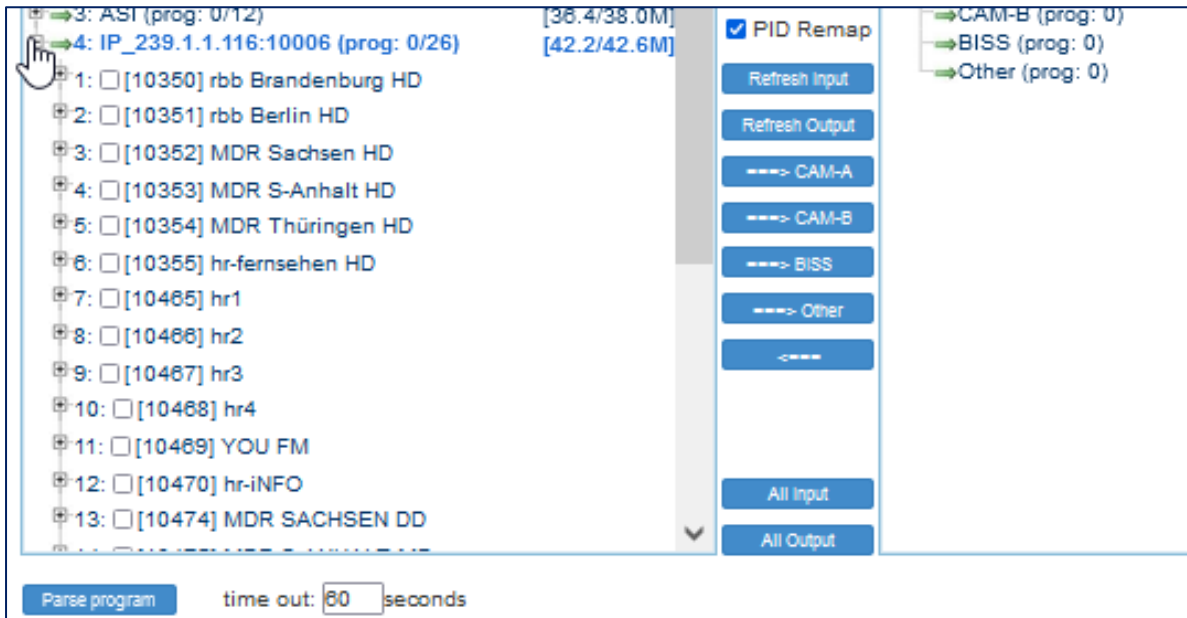 3: ASI (prog: 0/12) [36.4/38.0M]
4: IP_239.1.1.116:10006 (prog: 0/26) [42.2/42.6M]
1: [10350] rbb Brandenburg HD
2: [10351] rbb Berlin HD
3: [10352] MDR Sachsen HD
4: [10353] MDR S-Anhalt HD
5: [10354] MDR Thüringen HD
6: [10355] hr-fernsehen HD
7: [10465] hr1
8: [10466] hr2
9: [10467] hr3
10: [10468] hr4
11: [10469] YOU FM
12: [10470] hr-iNFO
13: [10474] MDR SACHSEN DD
PID Remap
Refresh Input
Refresh Output
===> CAM-A
===> CAM-B
===> BISS
===> Other
<===
All Input
All Output
CAM-B (prog: 0)
BISS (prog: 0)
Other (prog: 0)
Parse program time out: 60 seconds